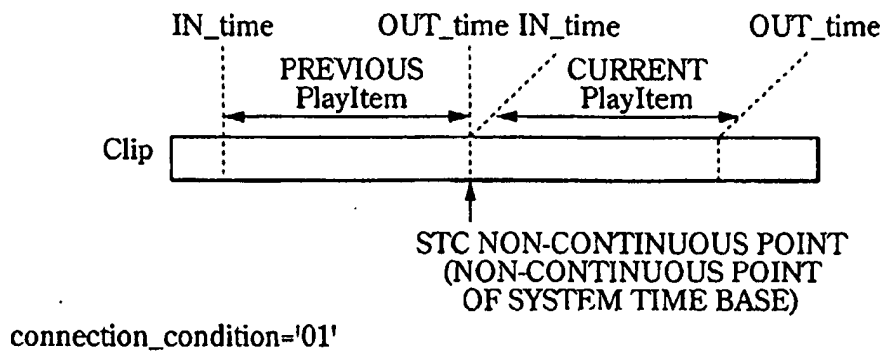 IN_time OUT_time IN_time OUT_time
PREVIOUS
PlayItem
CURRENT
PlayItem
Clip
STC NON-CONTINUOUS POINT
(NON-CONTINUOUS POINT
OF SYSTEM TIME BASE)
connection_condition='01'